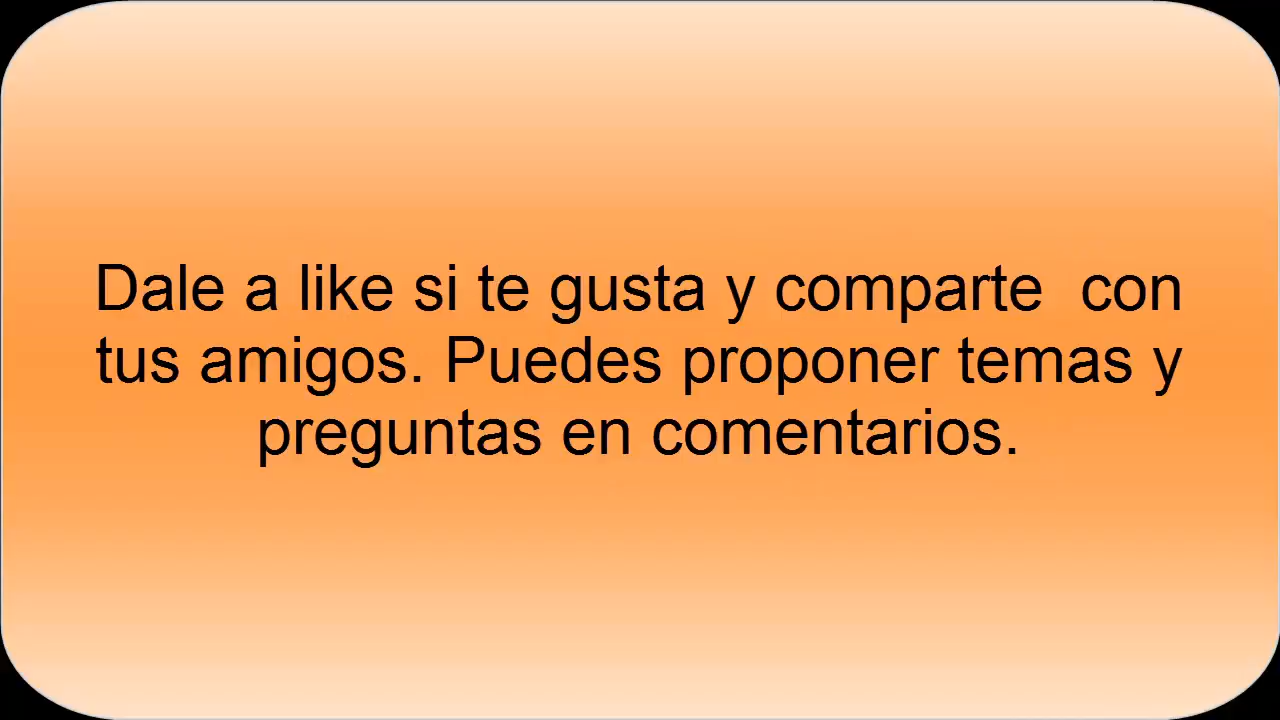 Dale a like si te gusta y comparte  con
tus amigos. Puedes proponer temas y
preguntas en comentarios.